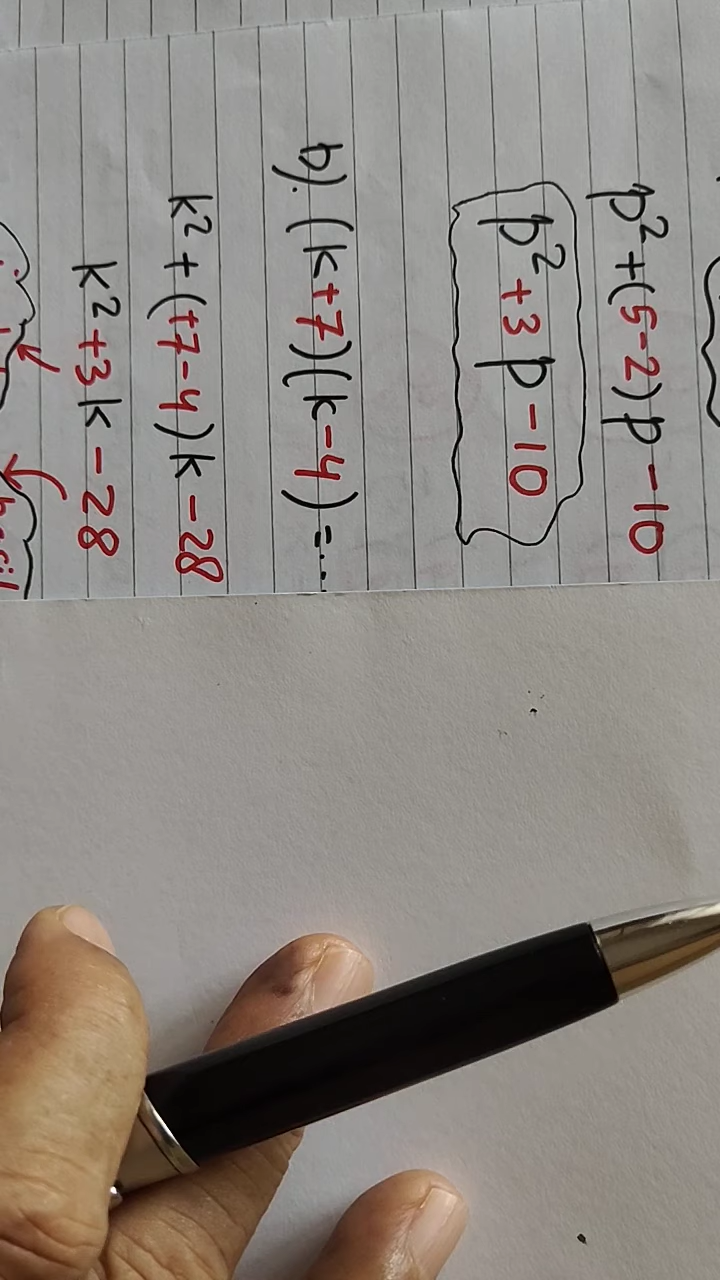 p² + (5-2)p - 10
p² + 3p - 10
b). (k+7)(k-4) = ...
k² + (+7-4)k - 28
k² + 3k - 28